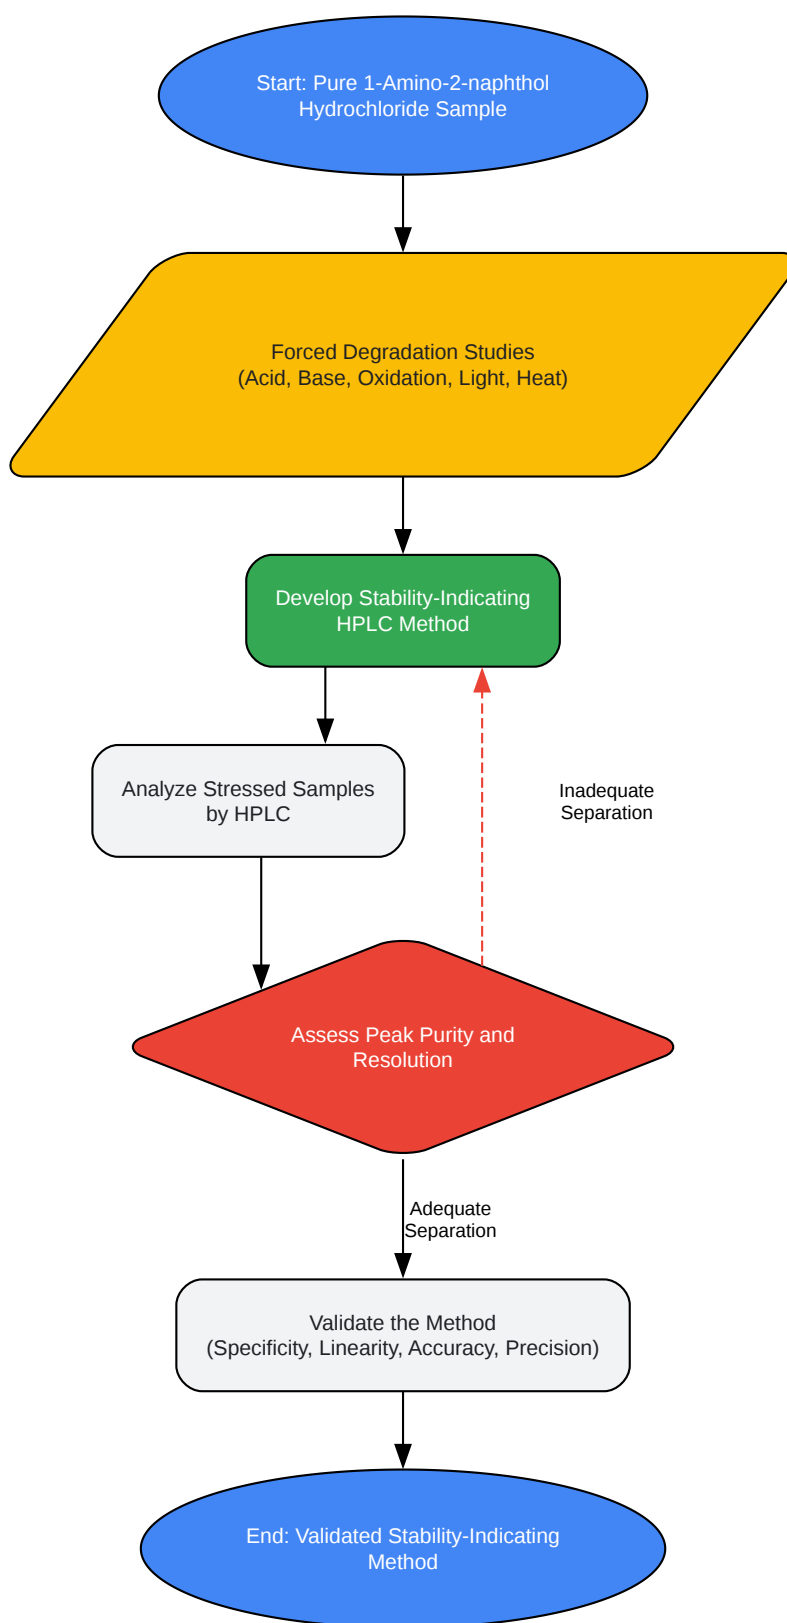 Start: Pure 1-Amino-2-naphthol
Hydrochloride Sample
Forced Degradation Studies
(Acid, Base, Oxidation, Light, Heat)
Develop Stability-Indicating
HPLC Method
Analyze Stressed Samples
by HPLC
Inadequate
Separation
Assess Peak Purity and
Resolution
Adequate
Separation
Validate the Method
(Specificity, Linearity, Accuracy, Precision)
End: Validated Stability-Indicating
Method